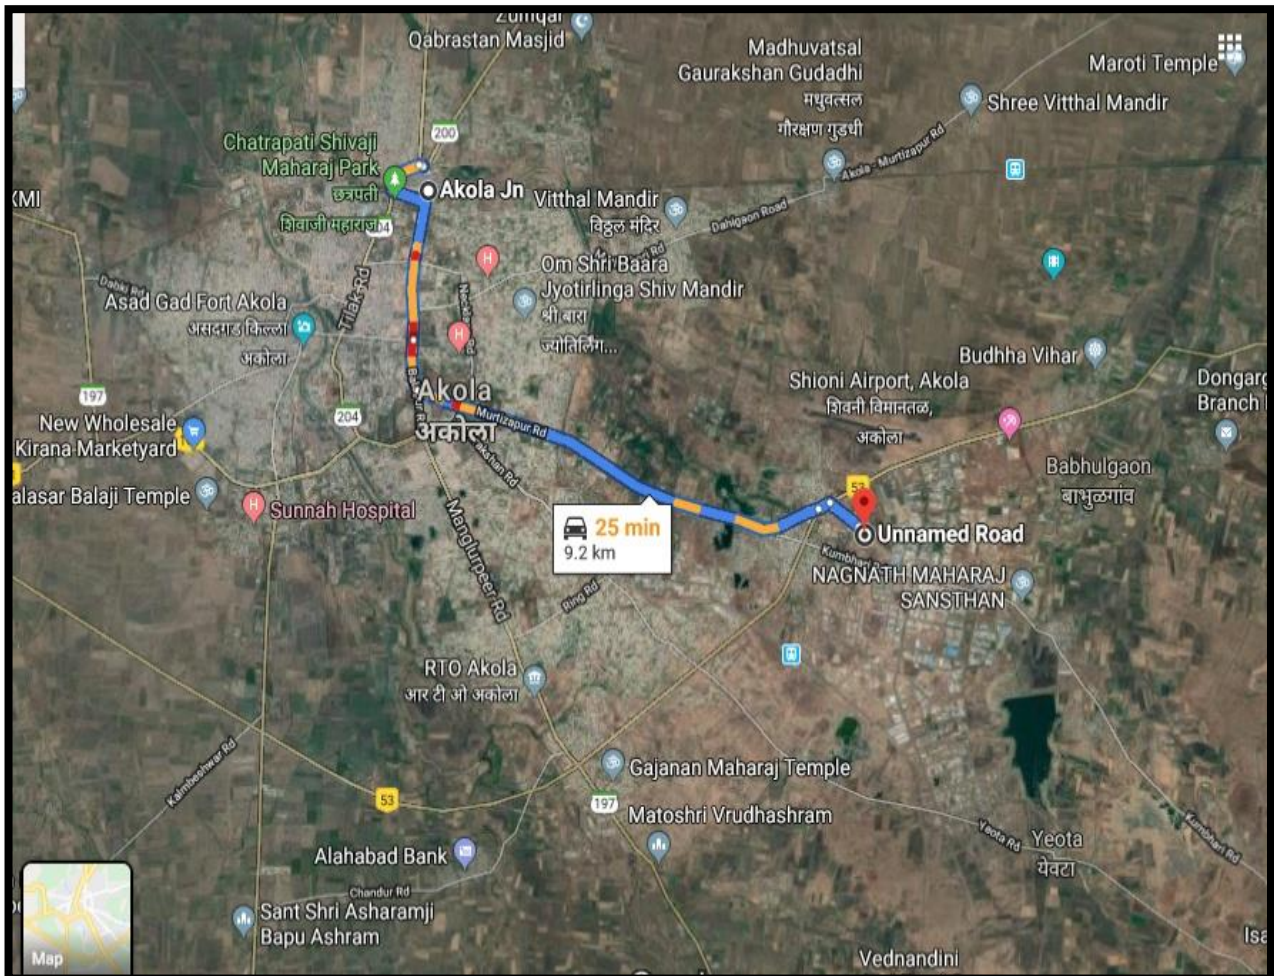 Qabrastan Masjid
Madhuvatsal
Gaurakshan Gudadhi
मधुवत्सल
गौरक्षण गुडधी
Maroti Temple
Shree Vitthal Mandir
200
Chatrapati Shivaji
Maharaj Park
छत्रपती
शिवाजी महाराज
Akola Jn
Akola - Murtizapur Rd
Vitthal Mandir
विठ्ठल मंदिर
Dahigaon Road
Om Shri Baara
Jyotirlinga Shiv Mandir
श्री बारा
ज्योतिर्लिंग...
Dabki Rd
Asad Gad Fort Akola
असदगड किल्ला
अकोला
Tilak Rd
H
H
Budhha Vihar
Shioni Airport, Akola
शिवनी विमानतळ,
अकोला
Branch
197
204
Akola
अकोला
Murtizapur Rd
New Wholesale
Kirana Marketyard
Babhulgaon
बाभुळगांव
53
Balaji Temple
H
Sunnah Hospital
Manglurpeer Rd
25 min
9.2 km
Unnamed Road
NAGNATH MAHARAJ
SANSTHAN
Ring Rd
RTO Akola
आर टी ओ अकोला
Kalmbeshwar Rd
53
Gajanan Maharaj Temple
197
Matoshri Vrudhashram
Yeota Rd
Yeota
येवटा
Kumbhari Rd
Alahabad Bank
Chandur Rd
Sant Shri Asharamji
Bapu Ashram
Map
Vednandini